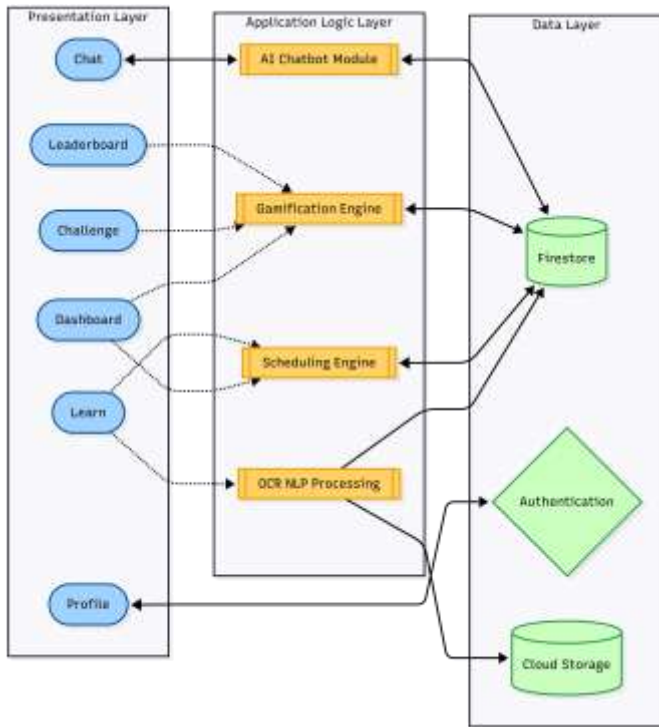 Presentation Layer
Chat
Leaderboard
Challenge
Dashboard
Learn
Profile
Application Logic Layer
AI Chatbot Module
Gamification Engine
Scheduling Engine
OCR NLP Processing
Data Layer
Firestore
Authentication
Cloud Storage